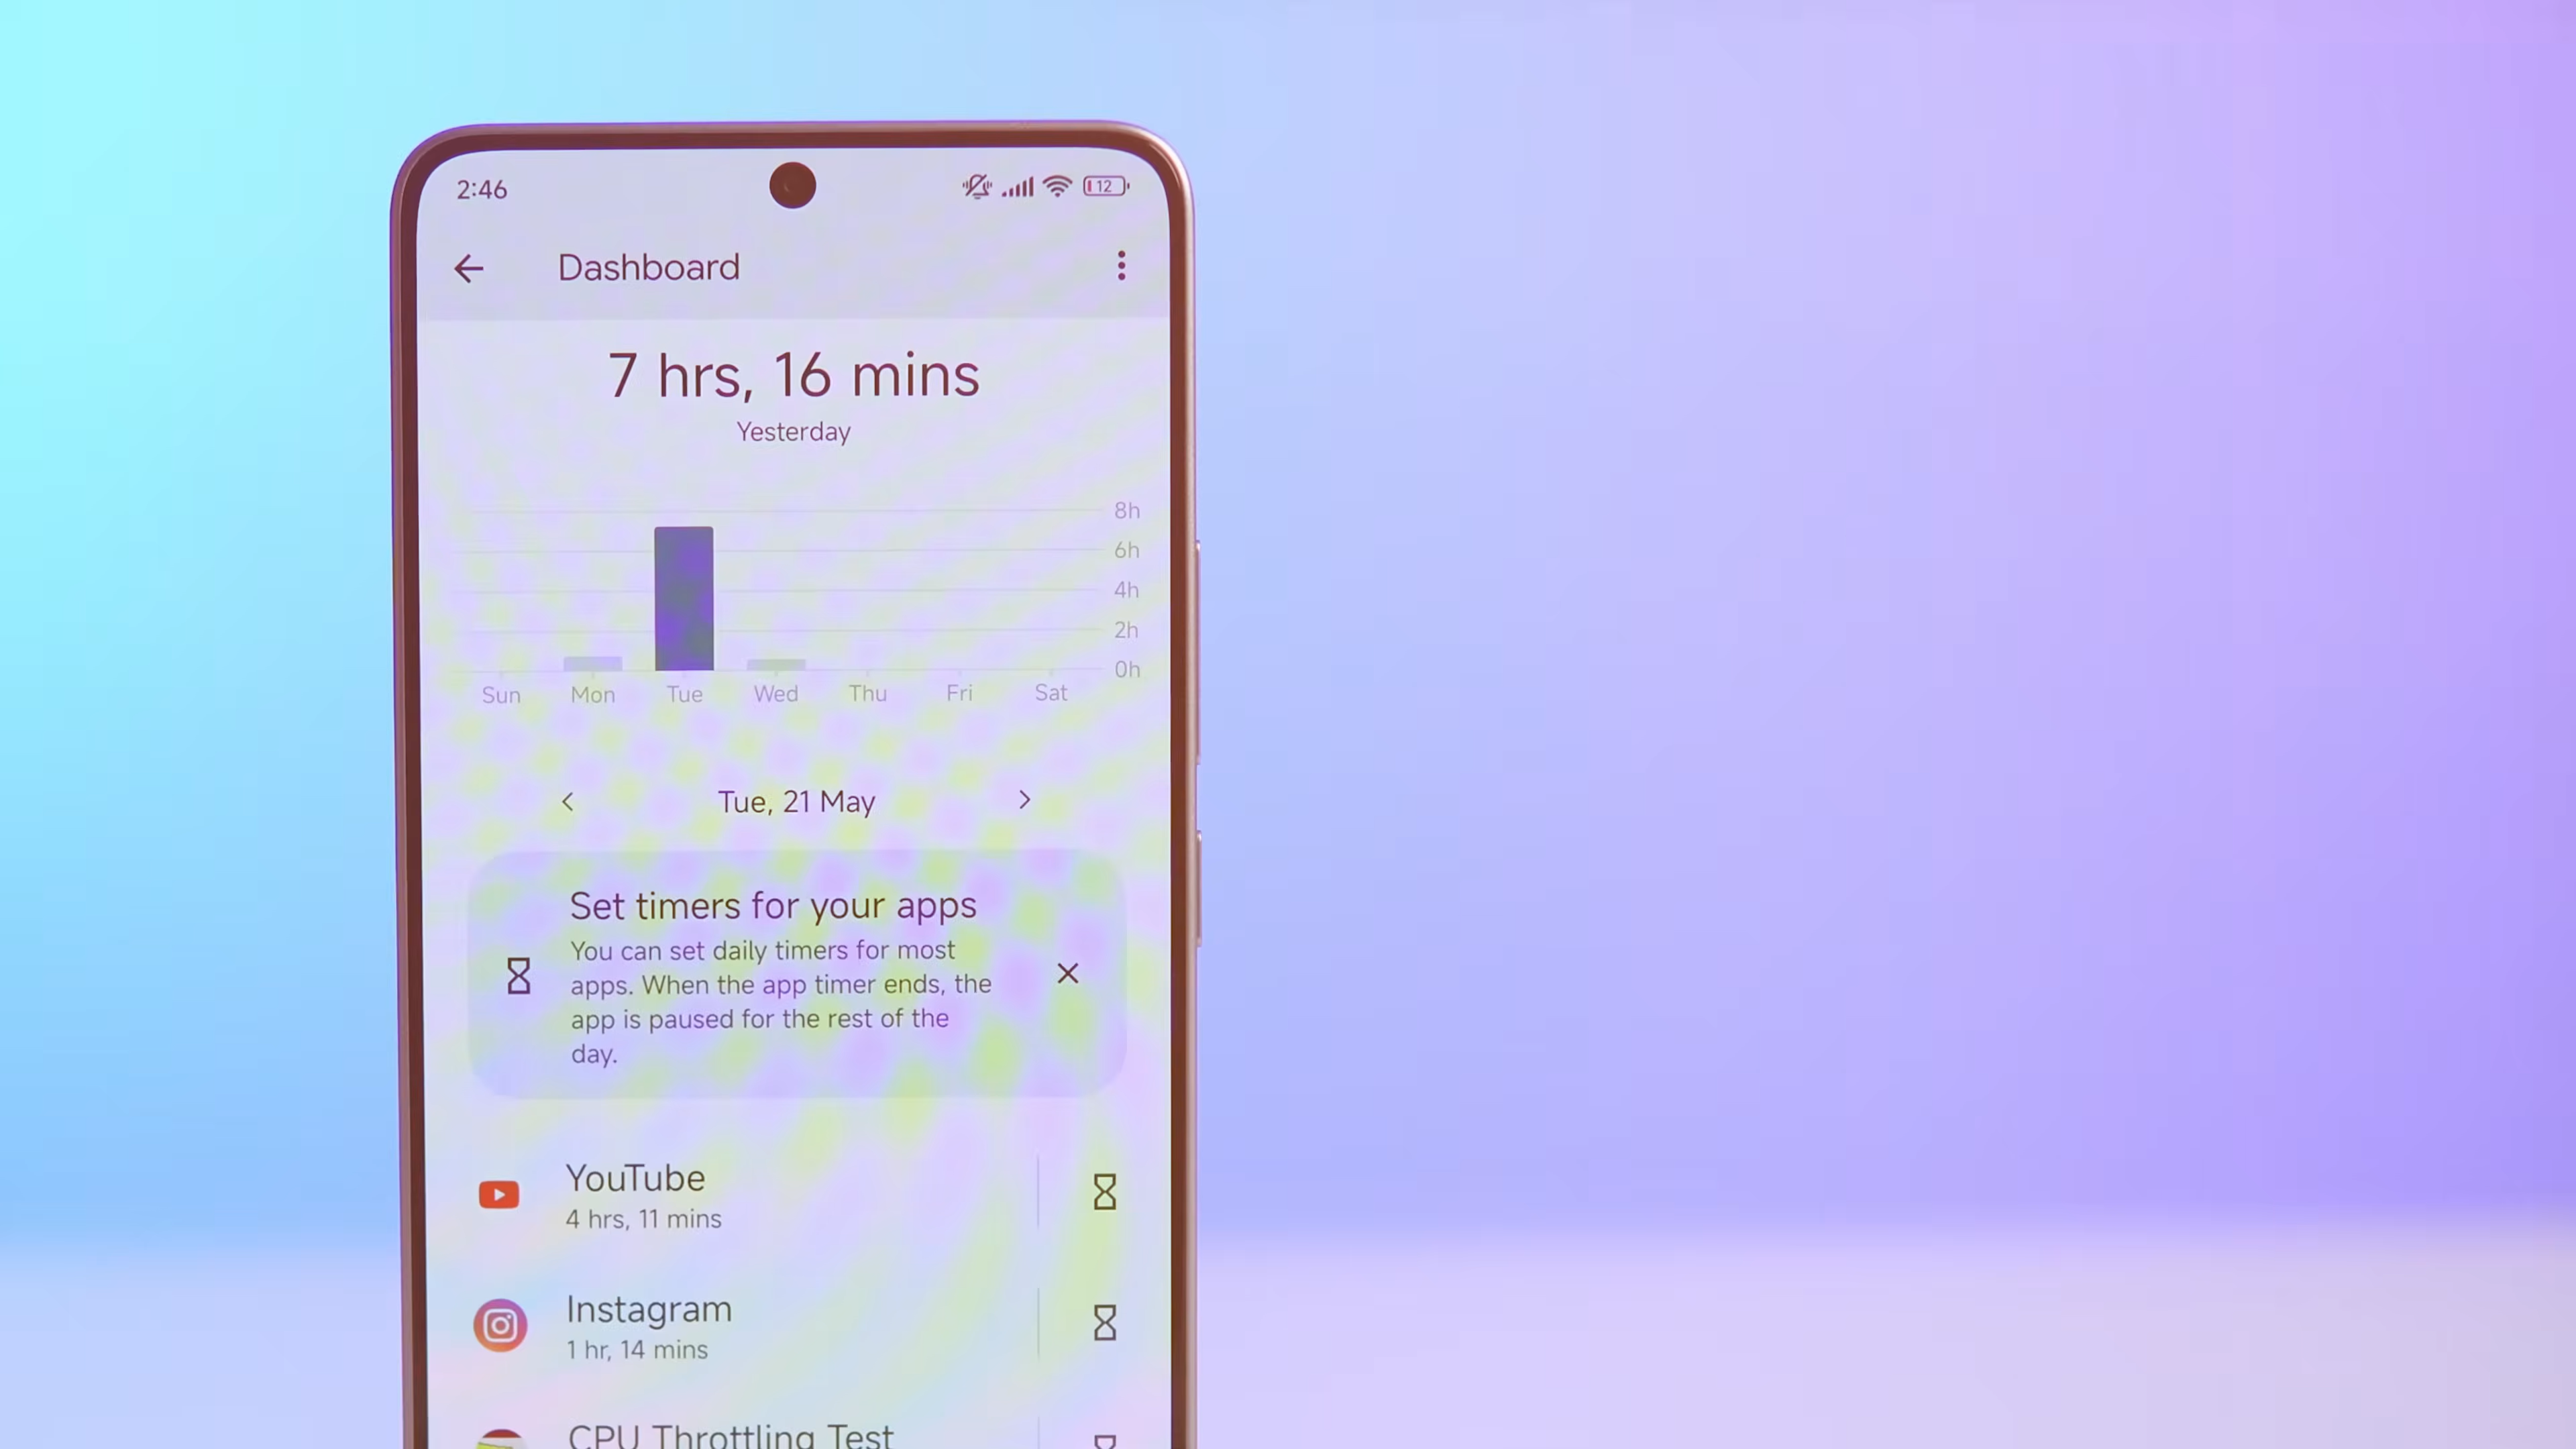 2:46
12
Dashboard
7 hrs, 16 mins
Yesterday
8h
6h
4h
2h
0h
Sun Mon Tue Wed Thu Fri Sat
Tue, 21 May
Set timers for your apps
You can set daily timers for most
apps. When the app timer ends, the
app is paused for the rest of the
day.
YouTube
4 hrs, 11 mins
Instagram
1 hr, 14 mins
CPU Throttling Test